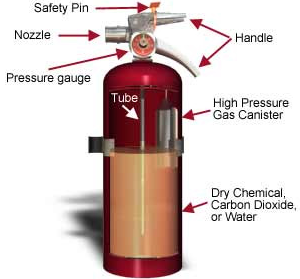 Safety Pin
Nozzle
Handle
Pressure gauge
Tube
High Pressure
Gas Canister
Dry Chemical,
Carbon Dioxide,
or Water